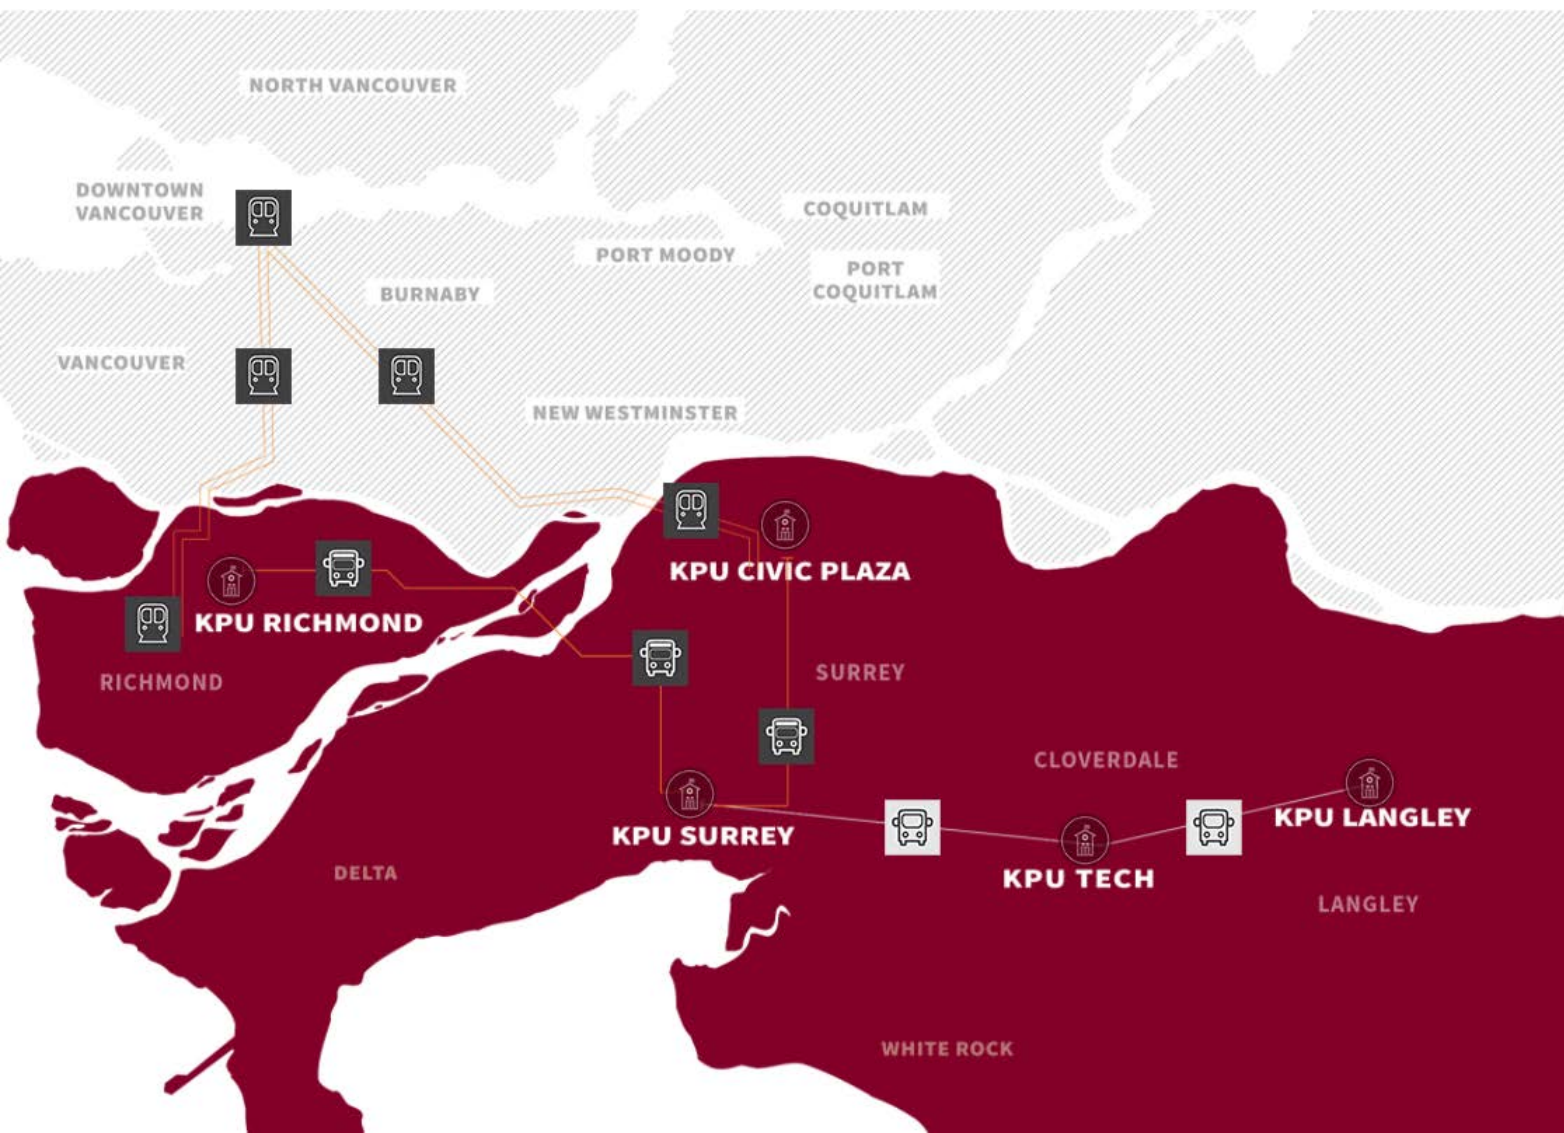 NORTH VANCOUVER
DOWNTOWN
VANCOUVER
COQUITLAM
PORT MOODY
PORT
COQUITLAM
BURNABY
VANCOUVER
NEW WESTMINSTER
KPU CIVIC PLAZA
KPU RICHMOND
RICHMOND
SURREY
CLOVERDALE
KPU LANGLEY
KPU SURREY
KPU TECH
DELTA
LANGLEY
WHITE ROCK